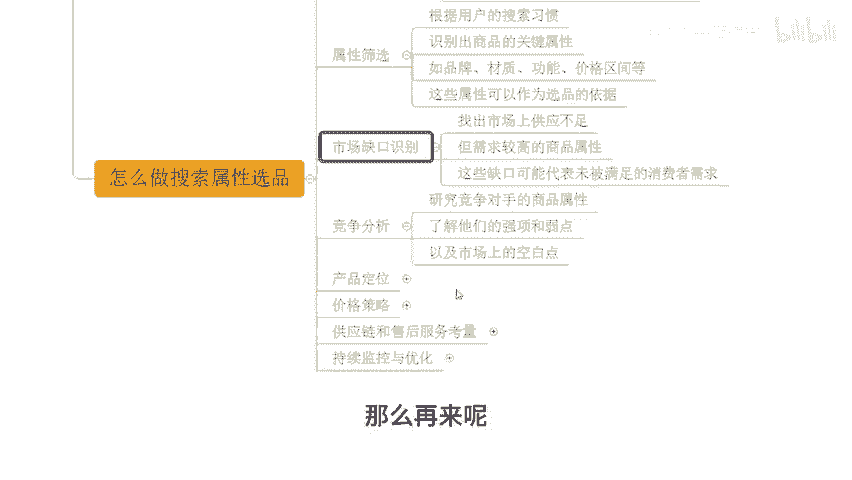 根据用户的搜索习惯
属性筛选
识别出商品的关键属性
如品牌、材质、功能、价格区间等
这些属性可以作为选品的依据
找出市场上供应不足
市场缺口识别
但需求较高的商品属性
这些缺口可能代表未被满足的消费者需求
怎么做搜索属性选品
研究竞争对手的商品属性
竞争分析
了解他们的强项和弱点
以及市场上的空白点
产品定位
价格策略
供应链和售后服务考量
持续监控与优化
那么再来呢
bilibili